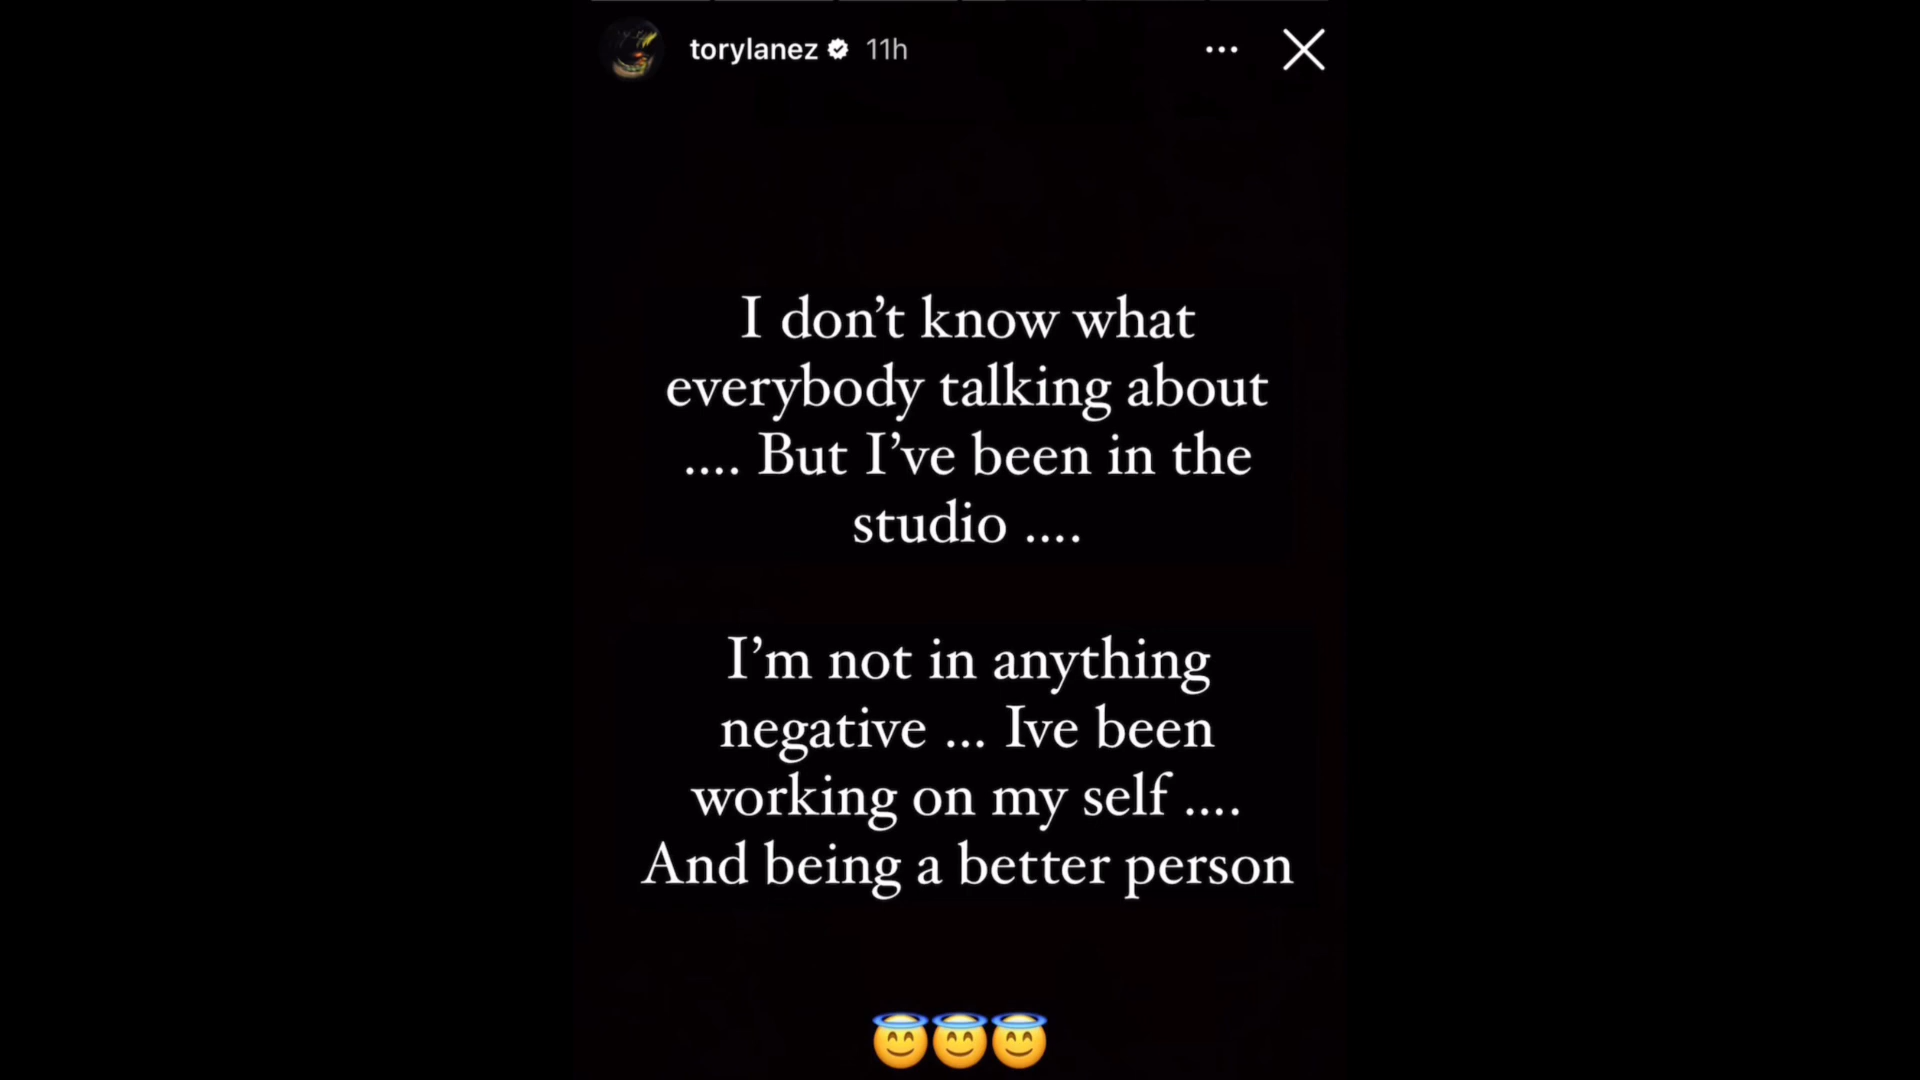 torylanez 11h
I don’t know what
everybody talking about
.... But I’ve been in the
studio ....
I’m not in anything
negative ... Ive been
working on my self ....
And being a better person
😇😇😇